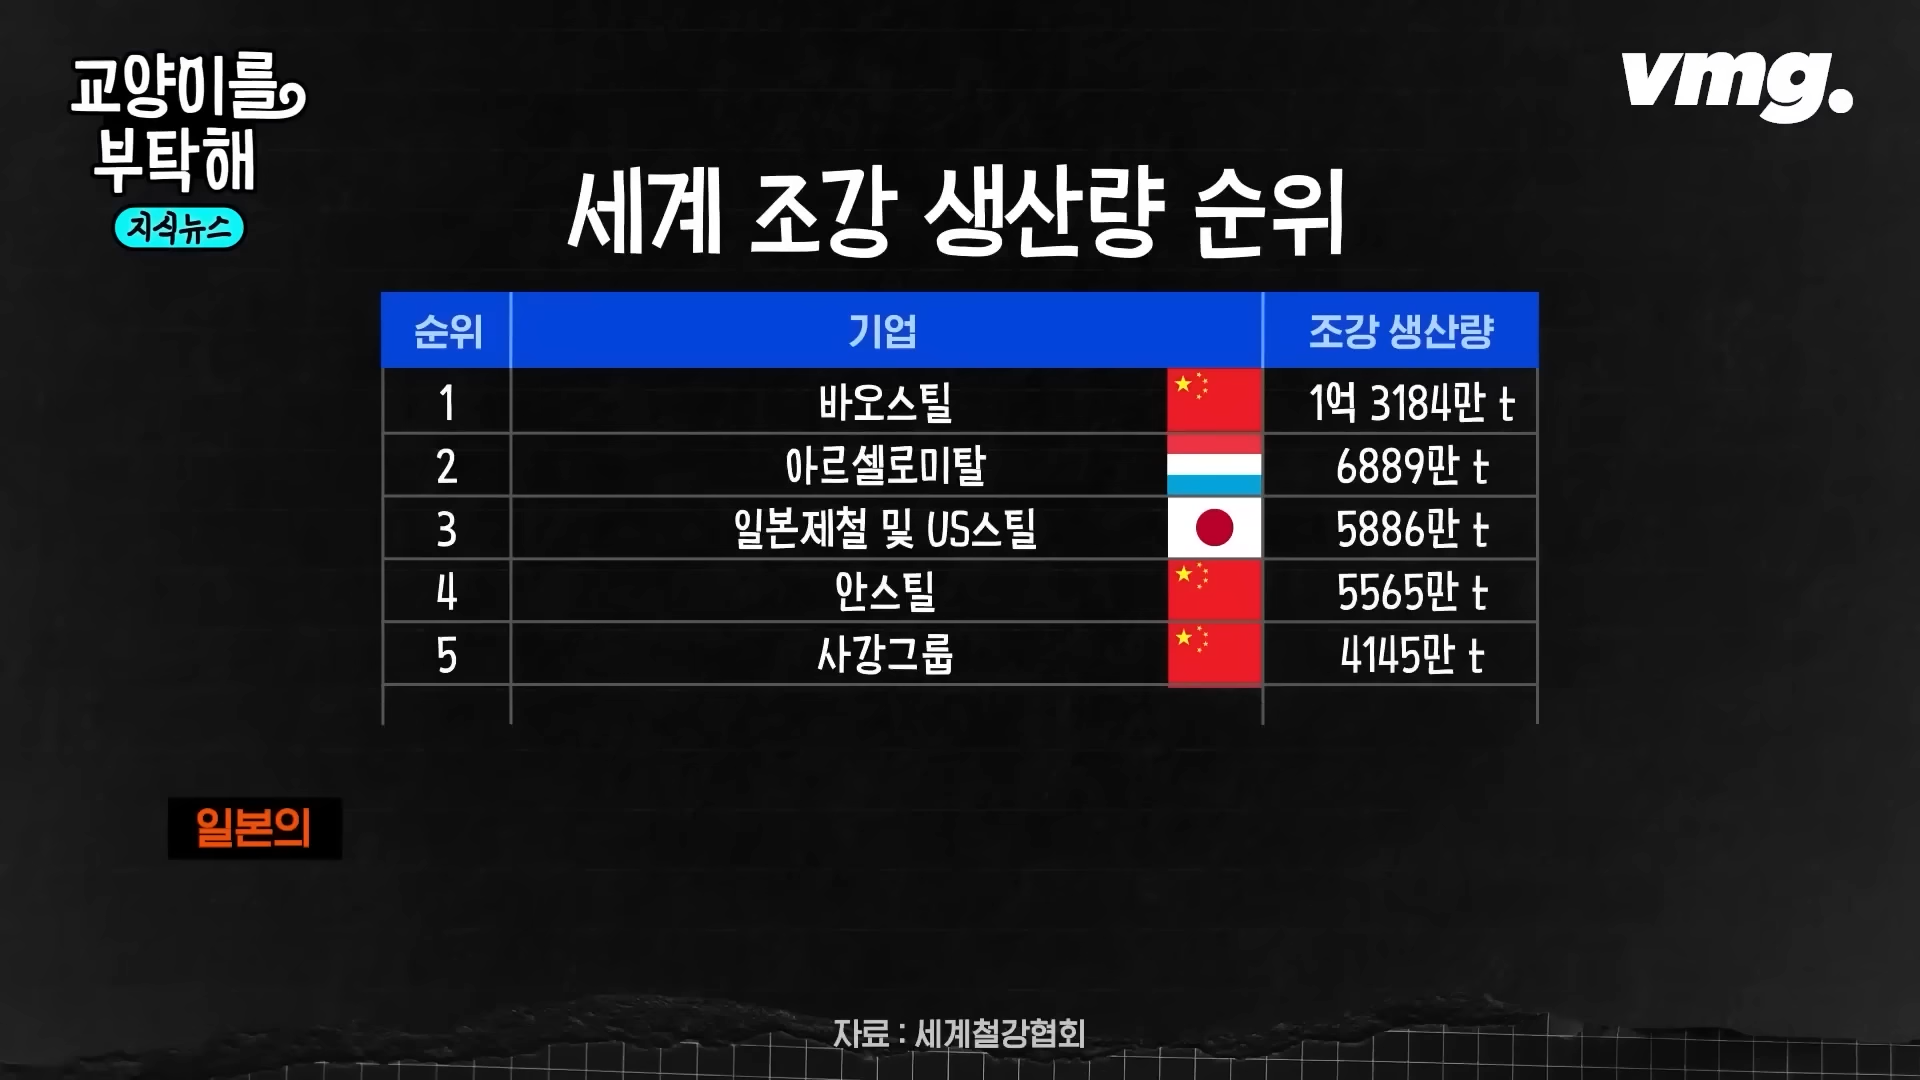 교양이를
부탁해
지식뉴스
vmg.
세계 조강 생산량 순위
순위 기업 조강 생산량
1 바오스틸 1억 3184만 t
2 아르셀로미탈 6889만 t
3 일본제철 및 US스틸 5886만 t
4 안스틸 5565만 t
5 사강그룹 4145만 t
일본의
자료 : 세계철강협회